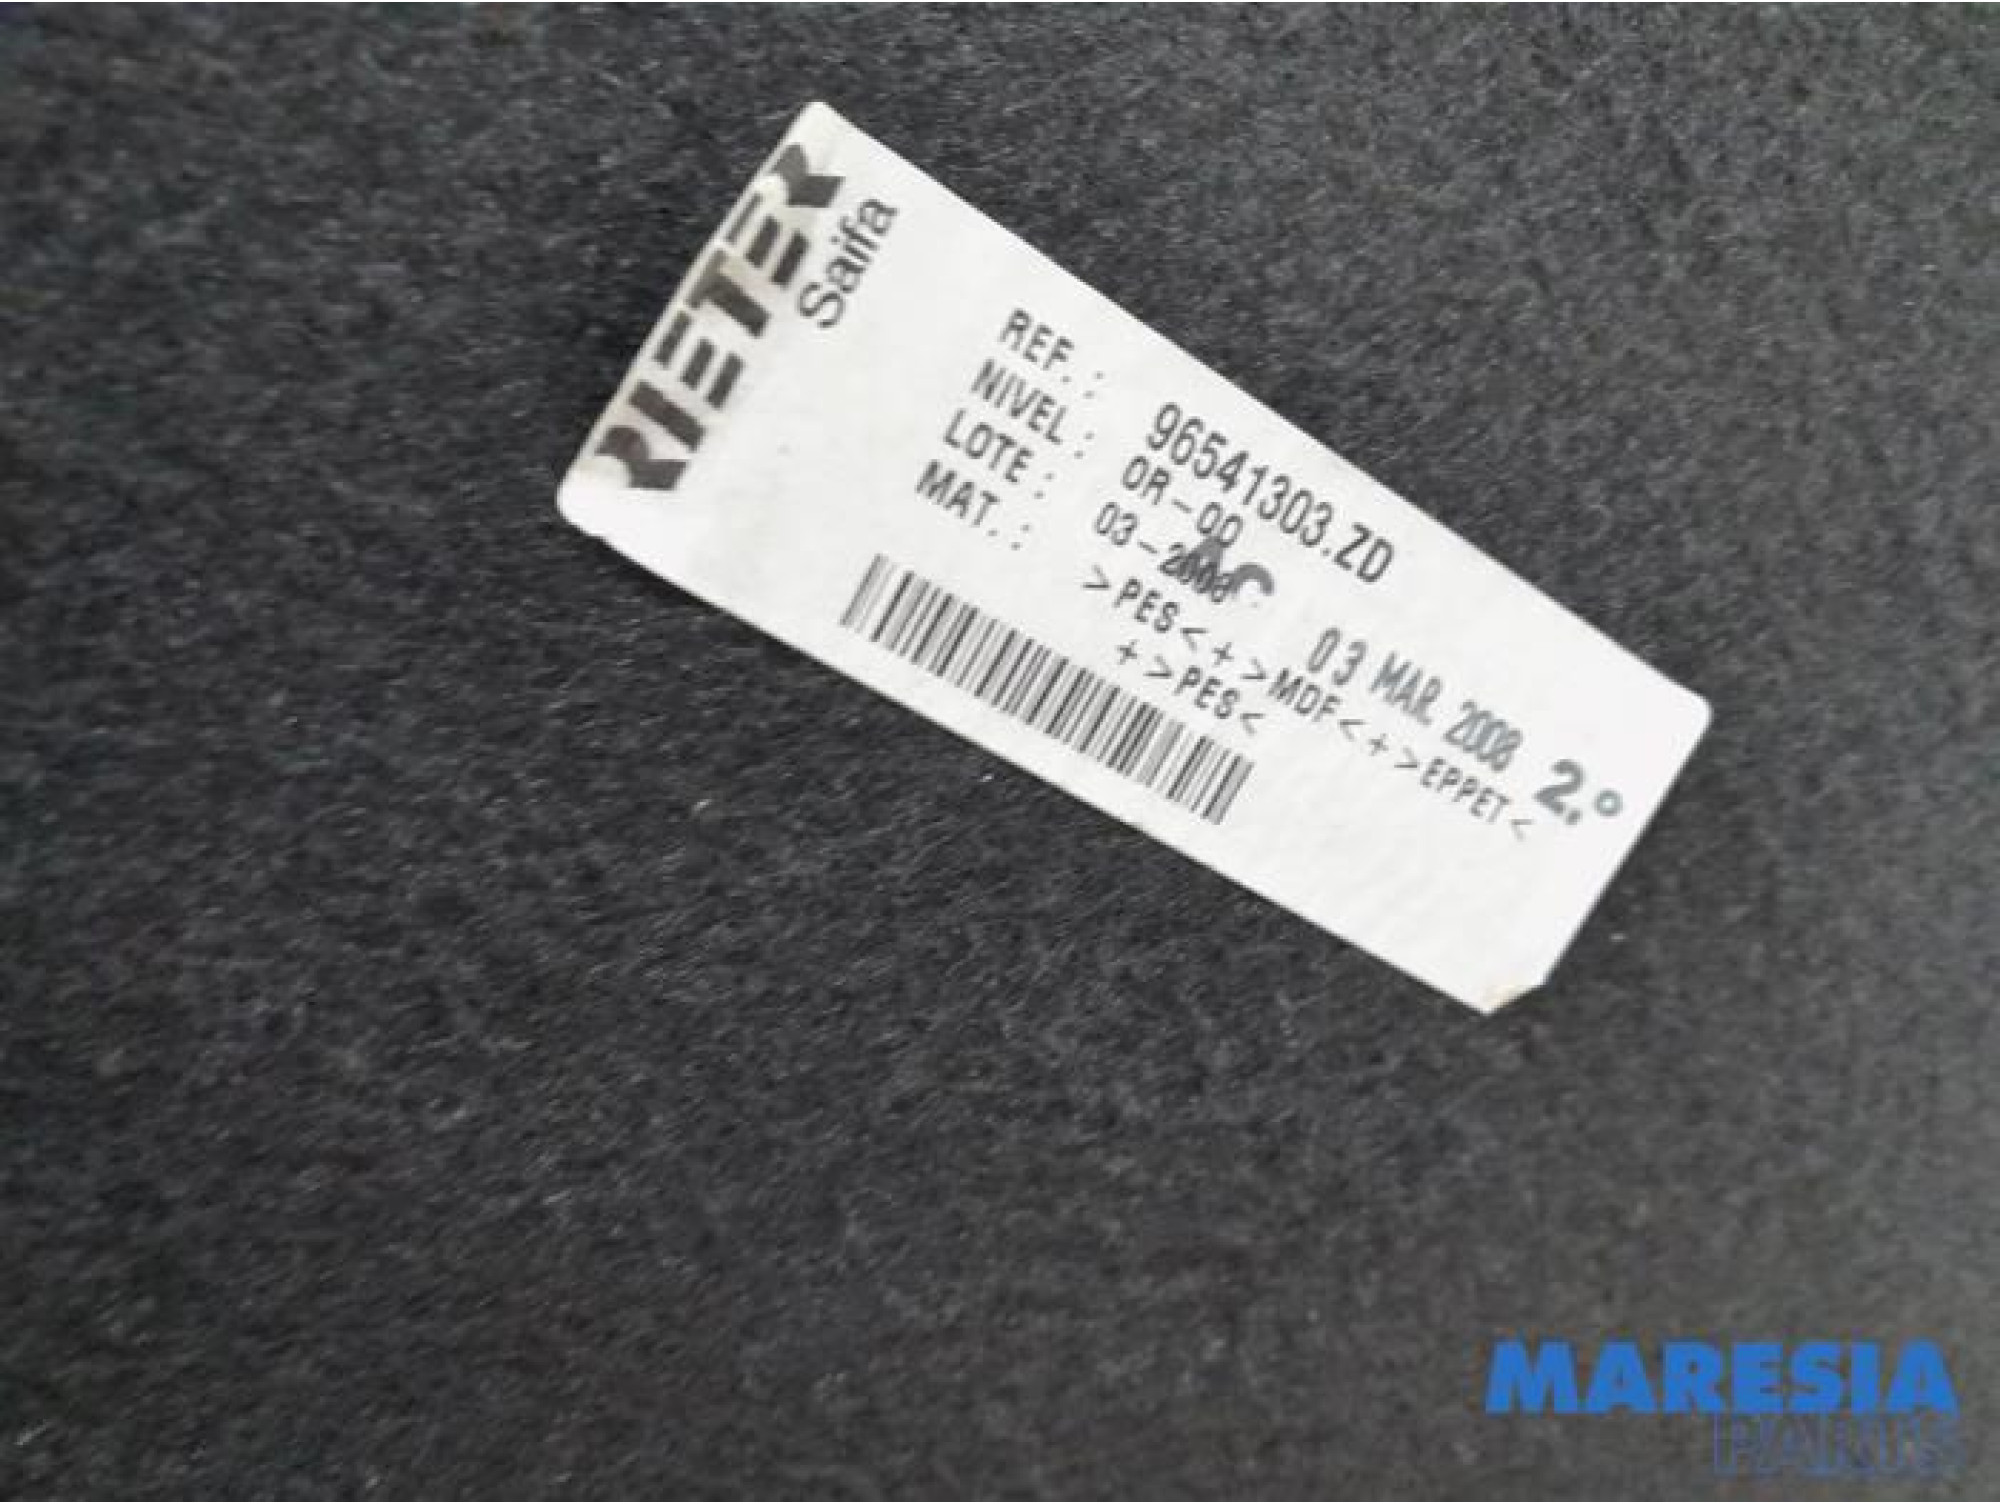 RIETER
Saifa
REF. : 96541303.ZD
NIVEL : OR-00
LOTE : 03-2008
MAT. : >PES<+>MDF<+>EPPET<
+>PES<
03 MAR. 2008 2.º
MARESIA
PARTS